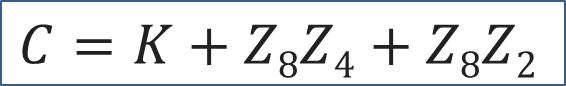 C = K + Z₈Z₄ + Z₈Z₂